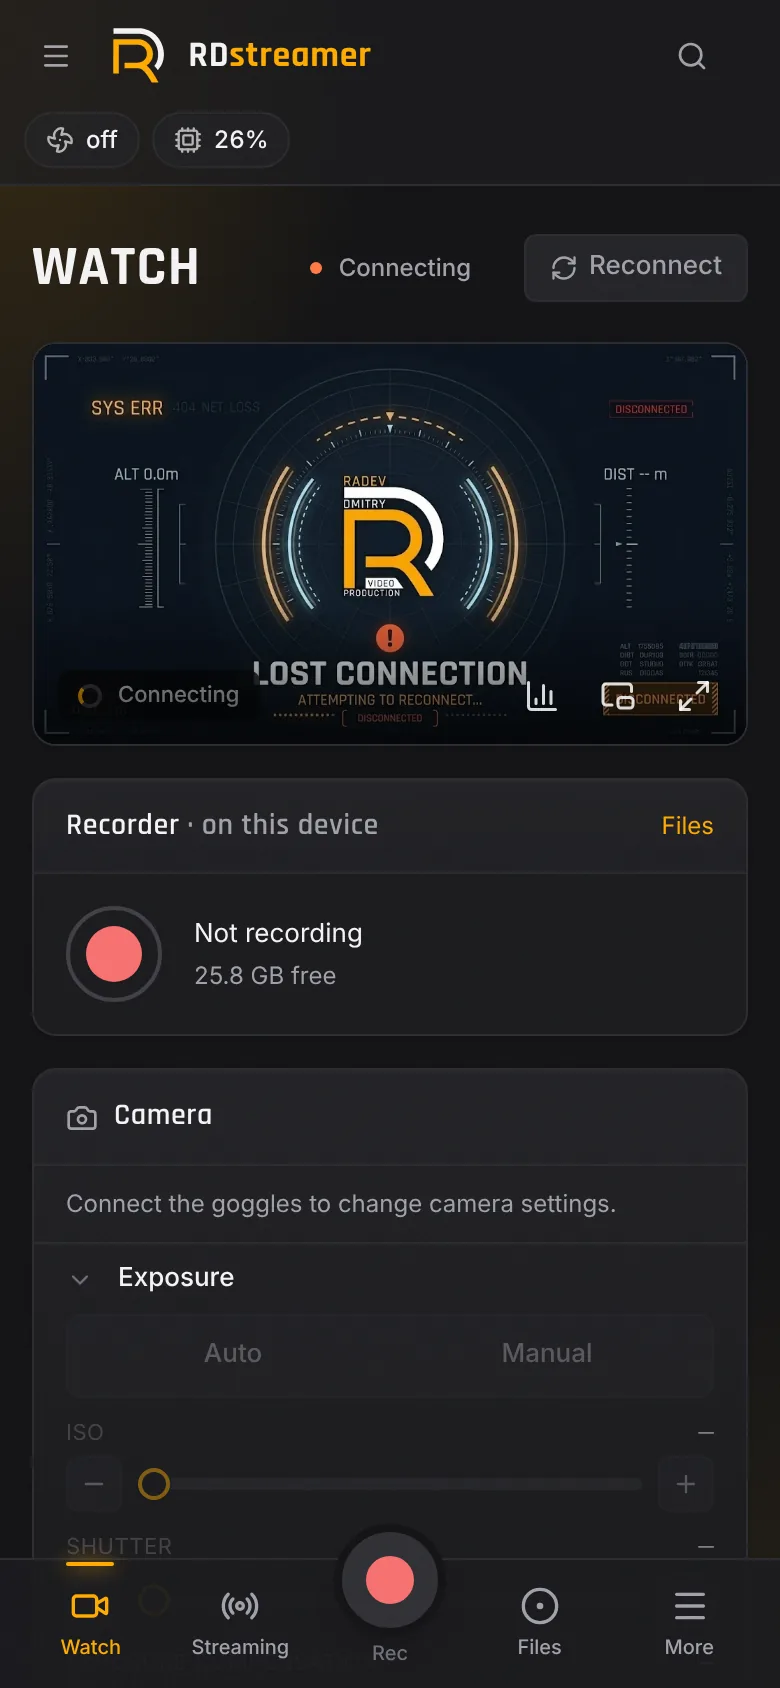 RDstreamer
off
26%
WATCH
Connecting
Reconnect
SYS ERR 404 NET_LOSS
DISCONNECTED
ALT 0.0m
DIST -- m
RADEV
DMITRY
VIDEO
PRODUCTION
!
LOST CONNECTION
ATTEMPTING TO RECONNECT...
DISCONNECTED
Connecting
DISCONNECTED
Recorder · on this device
Files
Not recording
25.8 GB free
Camera
Connect the goggles to change camera settings.
Exposure
Auto
Manual
ISO
–
SHUTTER
–
Watch
Streaming
Rec
Files
More